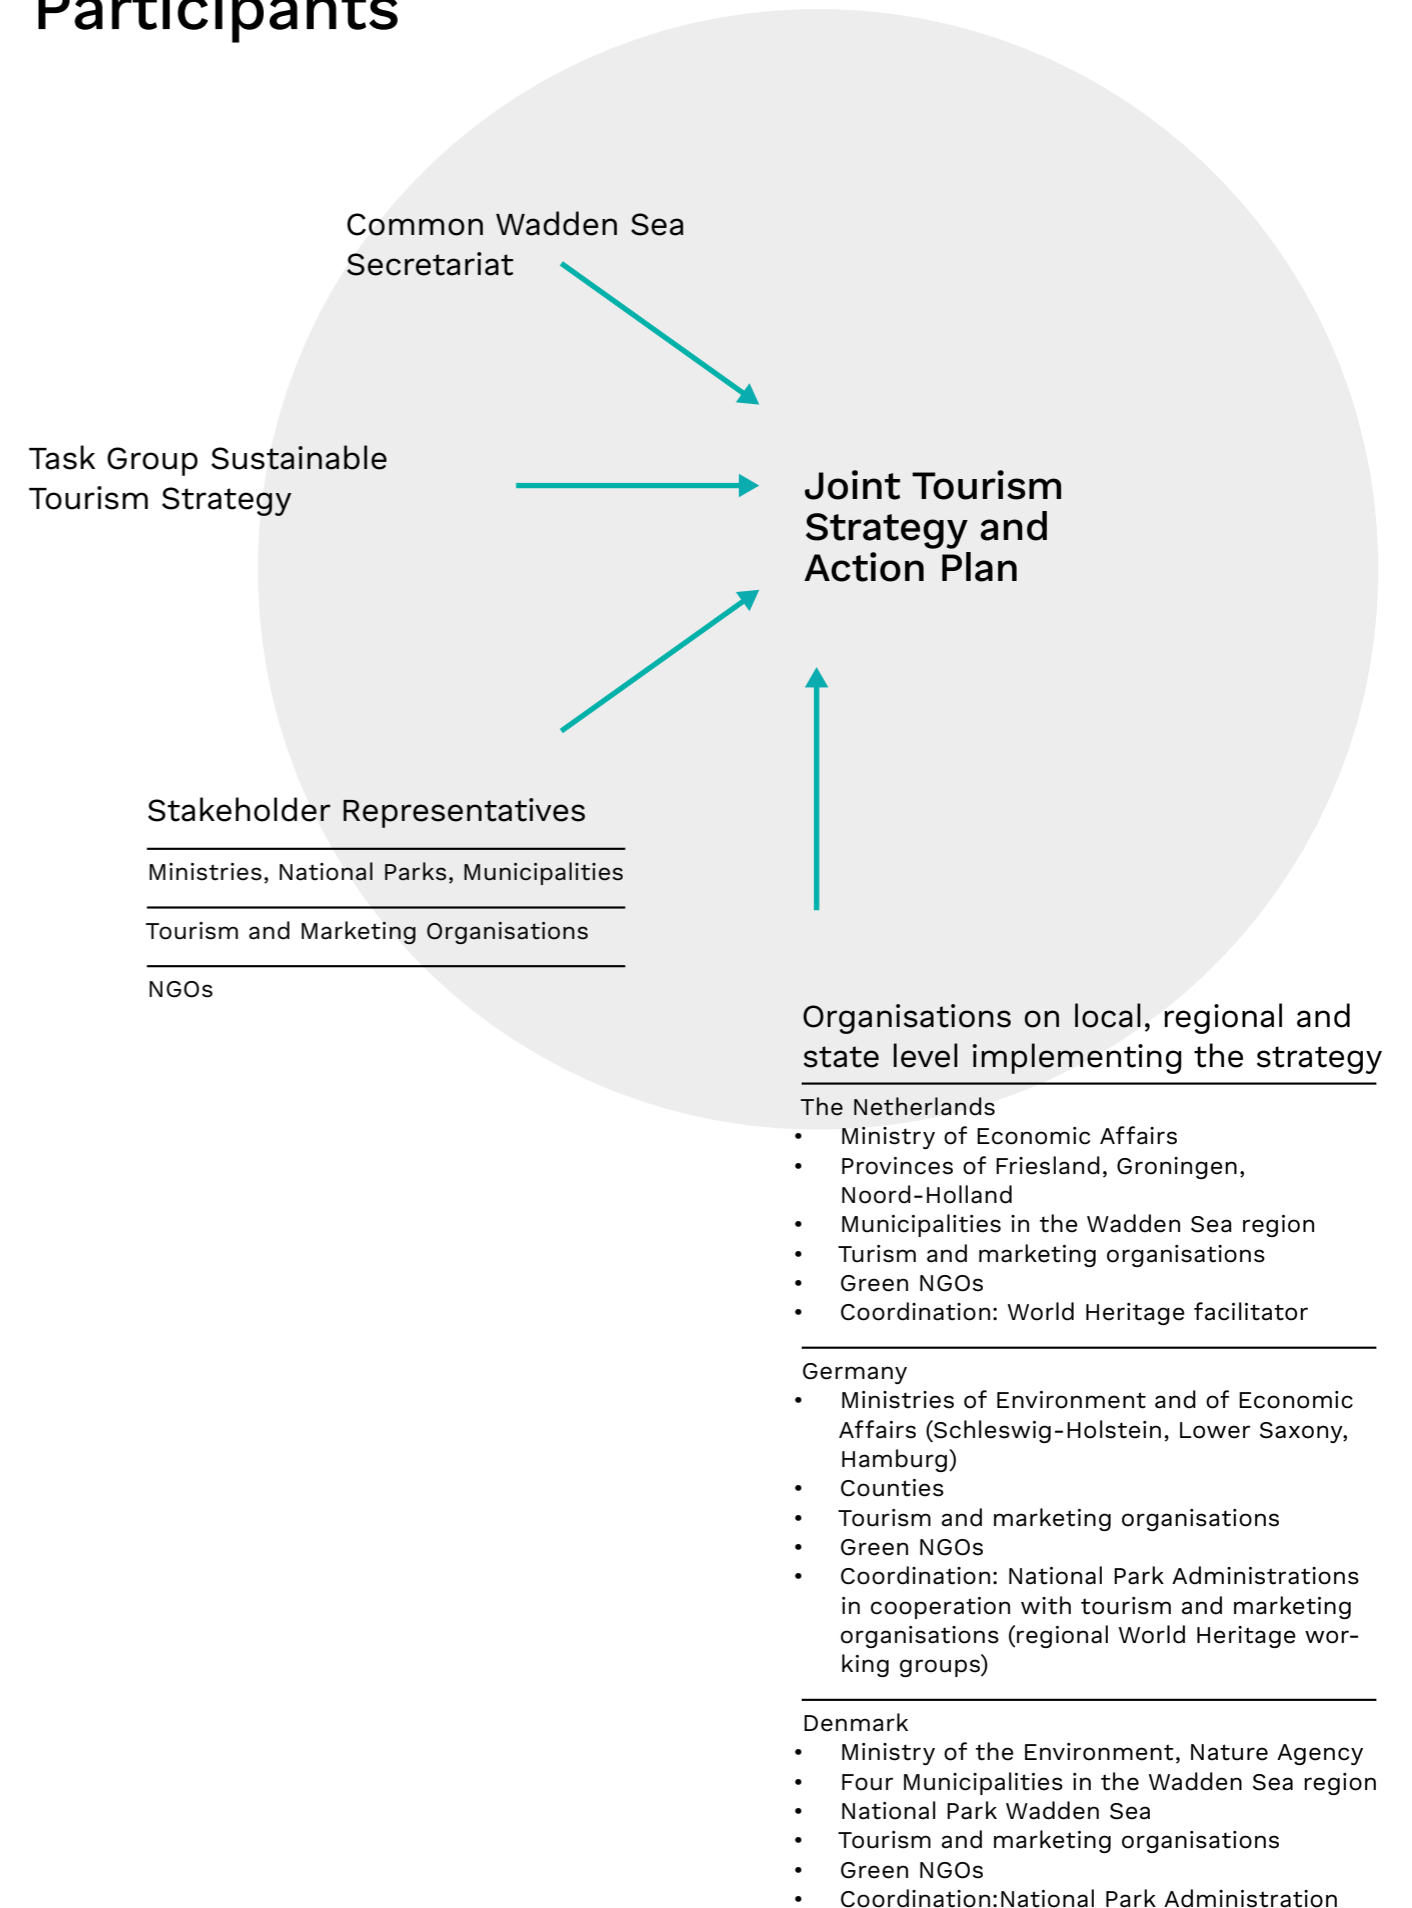 Participants
Common Wadden Sea
Secretariat
Task Group Sustainable
Tourism Strategy
Joint Tourism
Strategy and
Action Plan
Stakeholder Representatives
Ministries, National Parks, Municipalities
Tourism and Marketing Organisations
NGOs
Organisations on local, regional and
state level implementing the strategy
The Netherlands
• Ministry of Economic Affairs
• Provinces of Friesland, Groningen,
Noord-Holland
• Municipalities in the Wadden Sea region
• Turism and marketing organisations
• Green NGOs
• Coordination: World Heritage facilitator
Germany
• Ministries of Environment and of Economic
Affairs (Schleswig-Holstein, Lower Saxony,
Hamburg)
• Counties
• Tourism and marketing organisations
• Green NGOs
• Coordination: National Park Administrations
in cooperation with tourism and marketing
organisations (regional World Heritage wor-
king groups)
Denmark
• Ministry of the Environment, Nature Agency
• Four Municipalities in the Wadden Sea region
• National Park Wadden Sea
• Tourism and marketing organisations
• Green NGOs
• Coordination:National Park Administration